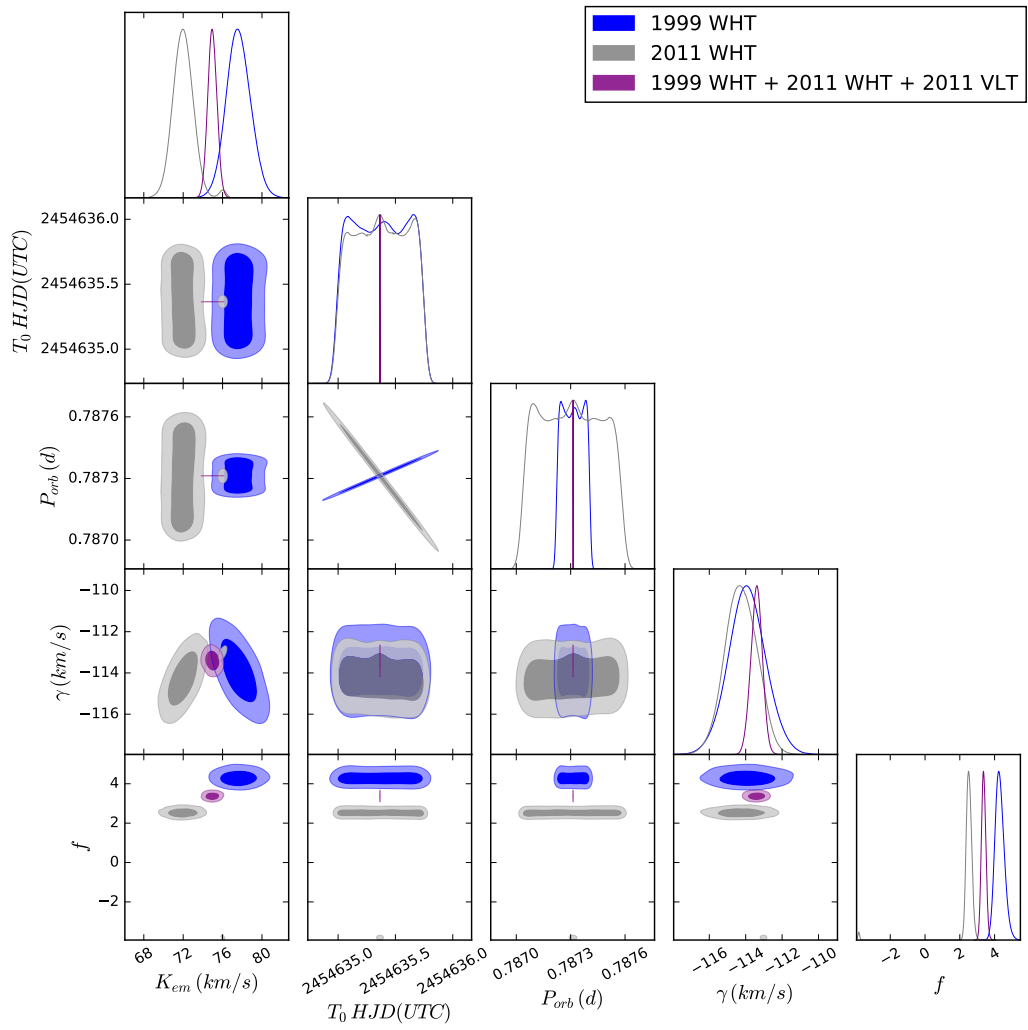 1999 WHT
2011 WHT
1999 WHT + 2011 WHT + 2011 VLT
2454636.0
2454635.5
2454635.0
T₀ HJD(UTC)
0.7876
0.7873
0.7870
P_orb (d)
−110
−112
−114
−116
γ (km/s)
4
2
0
−2
f
68 72 76 80
K_em (km/s)
2454635.0 2454635.5 2454636.0
T₀ HJD(UTC)
0.7870 0.7873 0.7876
P_orb (d)
−116 −114 −112 −110
γ (km/s)
−2 0 2 4
f